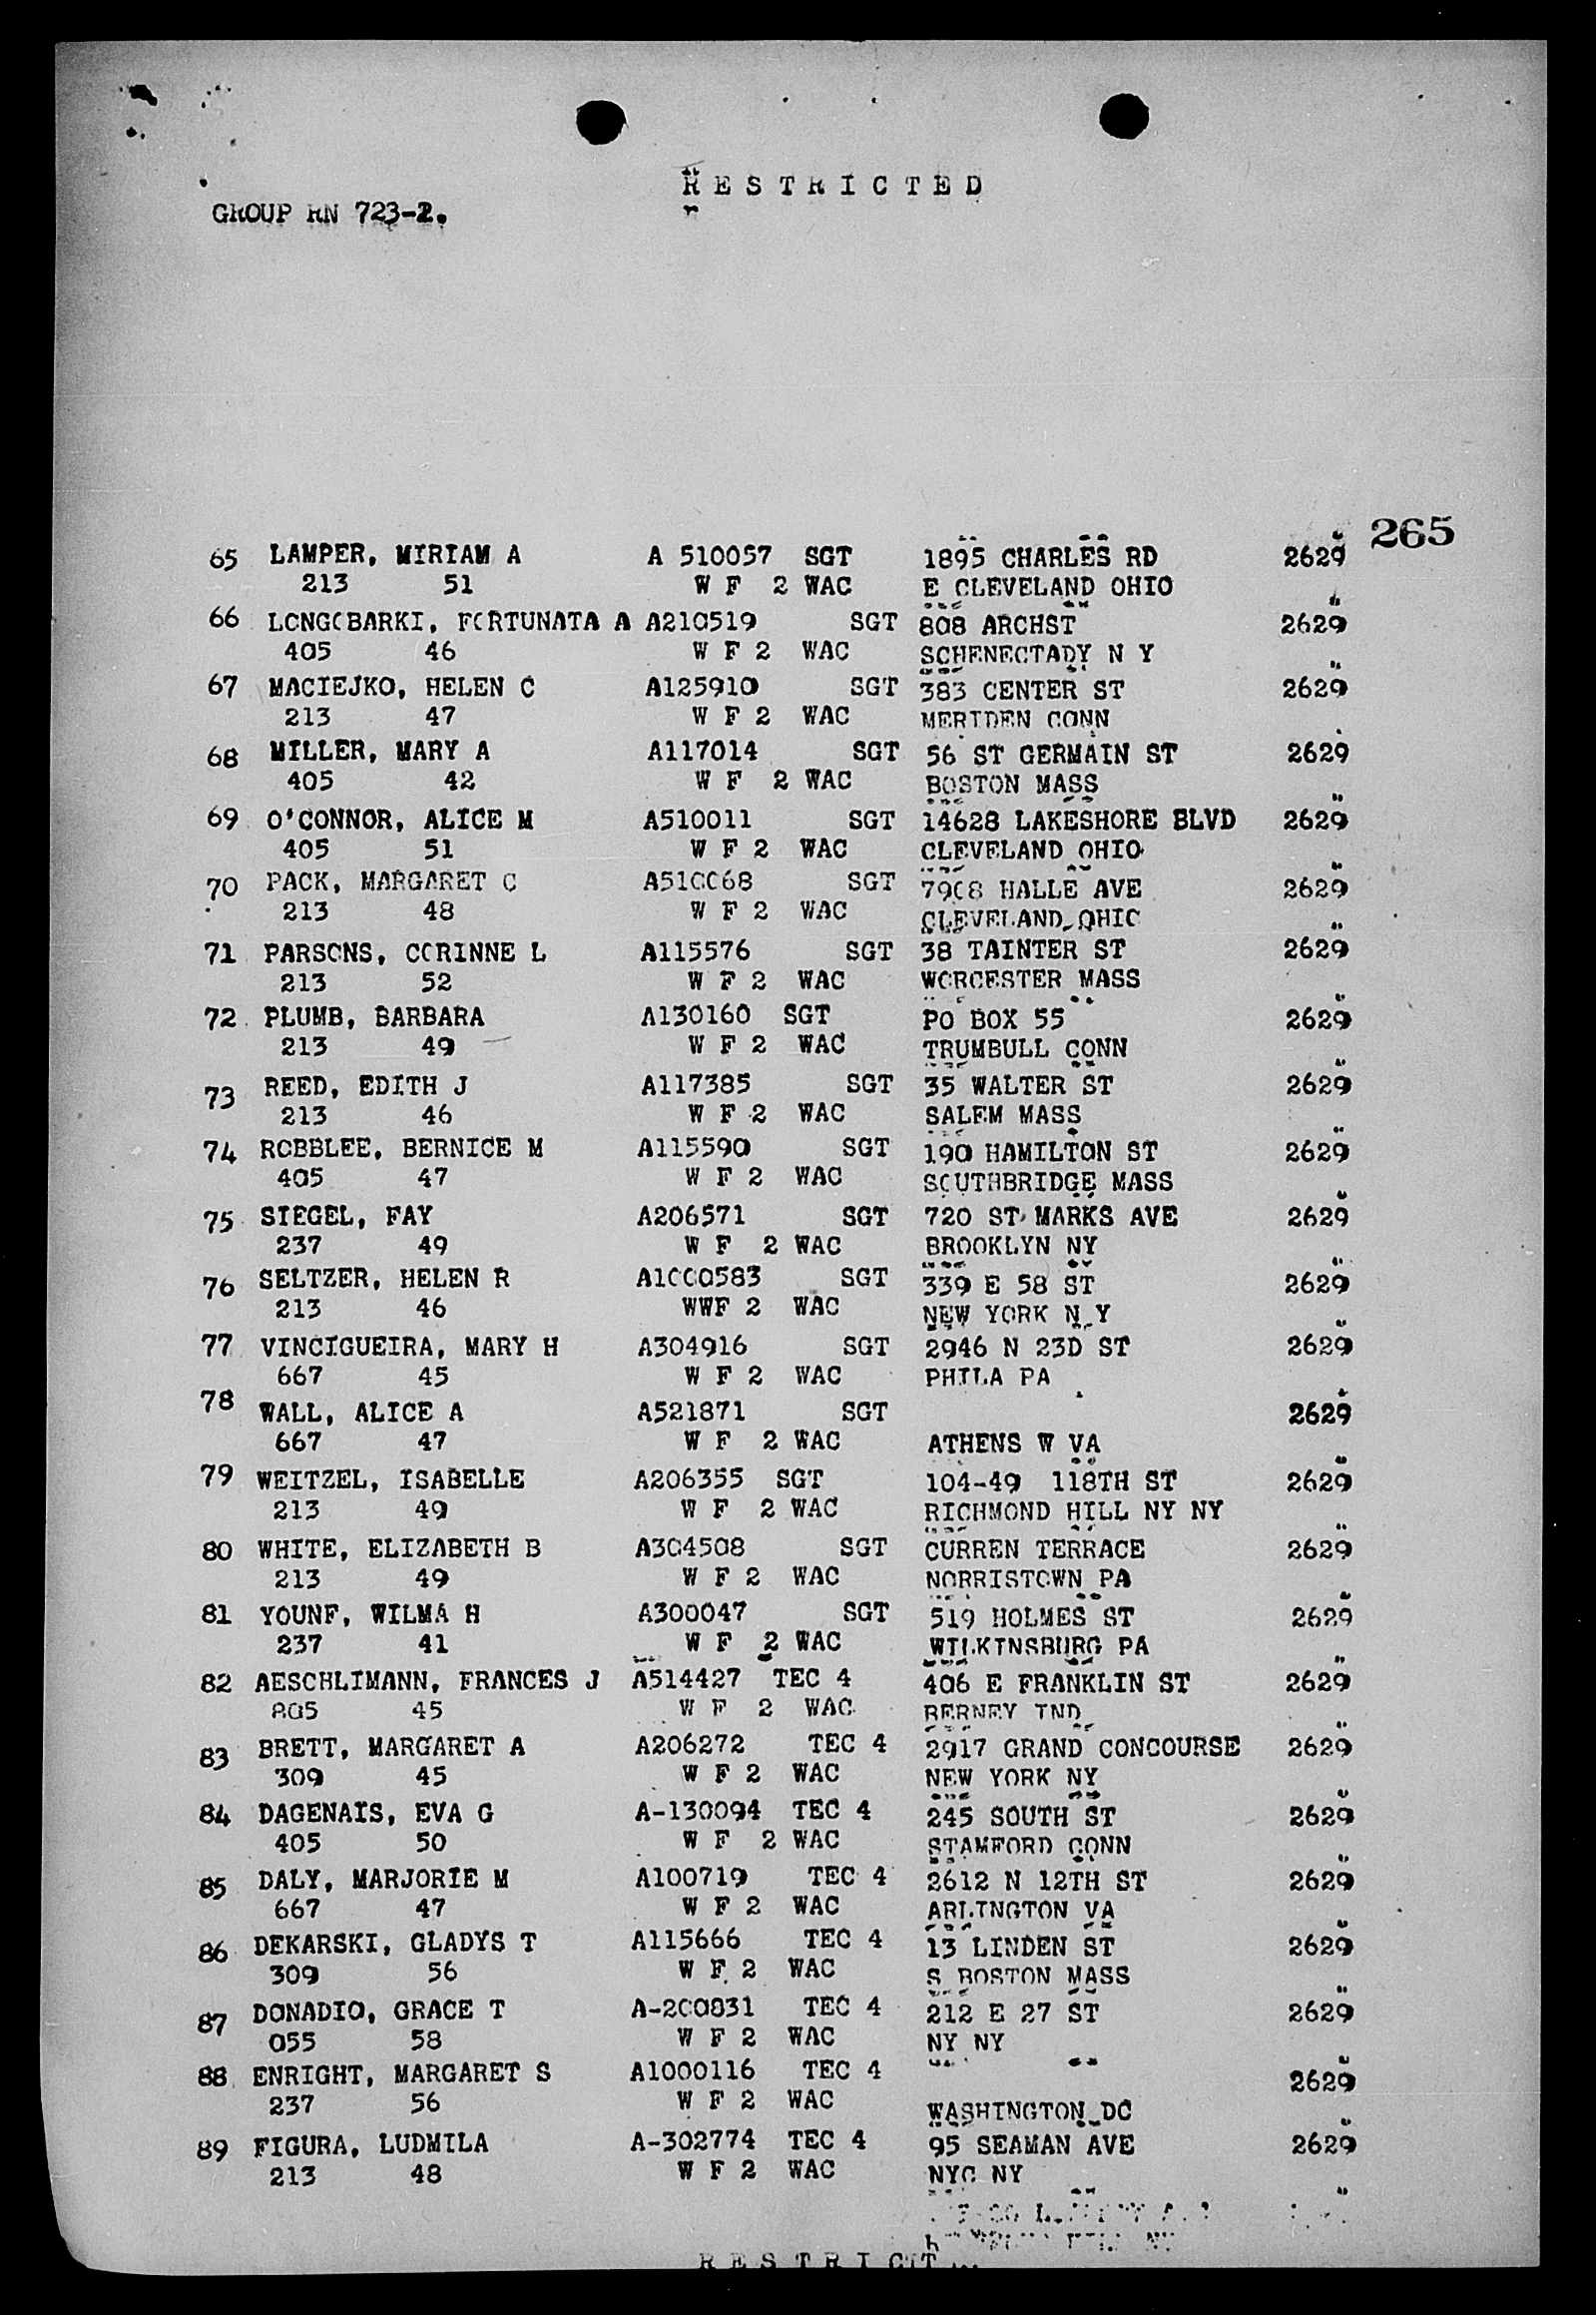 RESTRICTED
GROUP RN 723-2.
265
65 LAMPER, MIRIAM A A 510057 SGT 1895 CHARLES RD 2629
213 51 W F 2 WAC E CLEVELAND OHIO
66 LONGOBARKI, FORTUNATA A A210519 SGT 808 ARCHST 2629
405 46 W F 2 WAC SCHENECTADY N Y
67 MACIEJKO, HELEN C A125910 SGT 383 CENTER ST 2629
213 47 W F 2 WAC MERIDEN CONN
68 MILLER, MARY A A117014 SGT 56 ST GERMAIN ST 2629
405 42 W F 2 WAC BOSTON MASS
69 O'CONNOR, ALICE M A510011 SGT 14628 LAKESHORE BLVD 2629
405 51 W F 2 WAC CLEVELAND OHIO
70 PACK, MARGARET C A510068 SGT 7908 HALLE AVE 2629
213 48 W F 2 WAC CLEVELAND OHIO
71 PARSONS, CORINNE L A115576 SGT 38 TAINTER ST 2629
213 52 W F 2 WAC WORCESTER MASS
72 PLUMB, BARBARA A130160 SGT PO BOX 55 2629
213 49 W F 2 WAC TRUMBULL CONN
73 REED, EDITH J A117385 SGT 35 WALTER ST 2629
213 46 W F 2 WAC SALEM MASS
74 ROBBLEE, BERNICE M A115590 SGT 190 HAMILTON ST 2629
405 47 W F 2 WAC SOUTHBRIDGE MASS
75 SIEGEL, FAY A206571 SGT 720 ST MARKS AVE 2629
237 49 W F 2 WAC BROOKLYN NY
76 SELTZER, HELEN R A1000583 SGT 339 E 58 ST 2629
213 46 WWF 2 WAC NEW YORK N Y
77 VINCIGUEIRA, MARY H A304916 SGT 2946 N 23D ST 2629
667 45 W F 2 WAC PHILA PA
78 WALL, ALICE A A521871 SGT 2629
667 47 W F 2 WAC ATHENS W VA
79 WEITZEL, ISABELLE A206355 SGT 104-49 118TH ST 2629
213 49 W F 2 WAC RICHMOND HILL NY NY
80 WHITE, ELIZABETH B A304508 SGT CURREN TERRACE 2629
213 49 W F 2 WAC NORRISTOWN PA
81 YOUNF, WILMA H A300047 SGT 519 HOLMES ST 2629
237 41 W F 2 WAC WILKINSBURG PA
82 AESCHLIMANN, FRANCES J A514427 TEC 4 406 E FRANKLIN ST 2629
805 45 W F 2 WAC BERNEY IND
83 BRETT, MARGARET A A206272 TEC 4 2917 GRAND CONCOURSE 2629
309 45 W F 2 WAC NEW YORK NY
84 DAGENAIS, EVA G A-130094 TEC 4 245 SOUTH ST 2629
405 50 W F 2 WAC STAMFORD CONN
85 DALY, MARJORIE M A100719 TEC 4 2612 N 12TH ST 2629
667 47 W F 2 WAC ARLINGTON VA
86 DEKARSKI, GLADYS T A115666 TEC 4 13 LINDEN ST 2629
309 56 W F 2 WAC S BOSTON MASS
87 DONADIO, GRACE T A-200831 TEC 4 212 E 27 ST 2629
055 58 W F 2 WAC NY NY
88 ENRIGHT, MARGARET S A1000116 TEC 4 2629
237 56 W F 2 WAC WASHINGTON DC
89 FIGURA, LUDMILA A-302774 TEC 4 95 SEAMAN AVE 2629
213 48 W F 2 WAC NYC NY